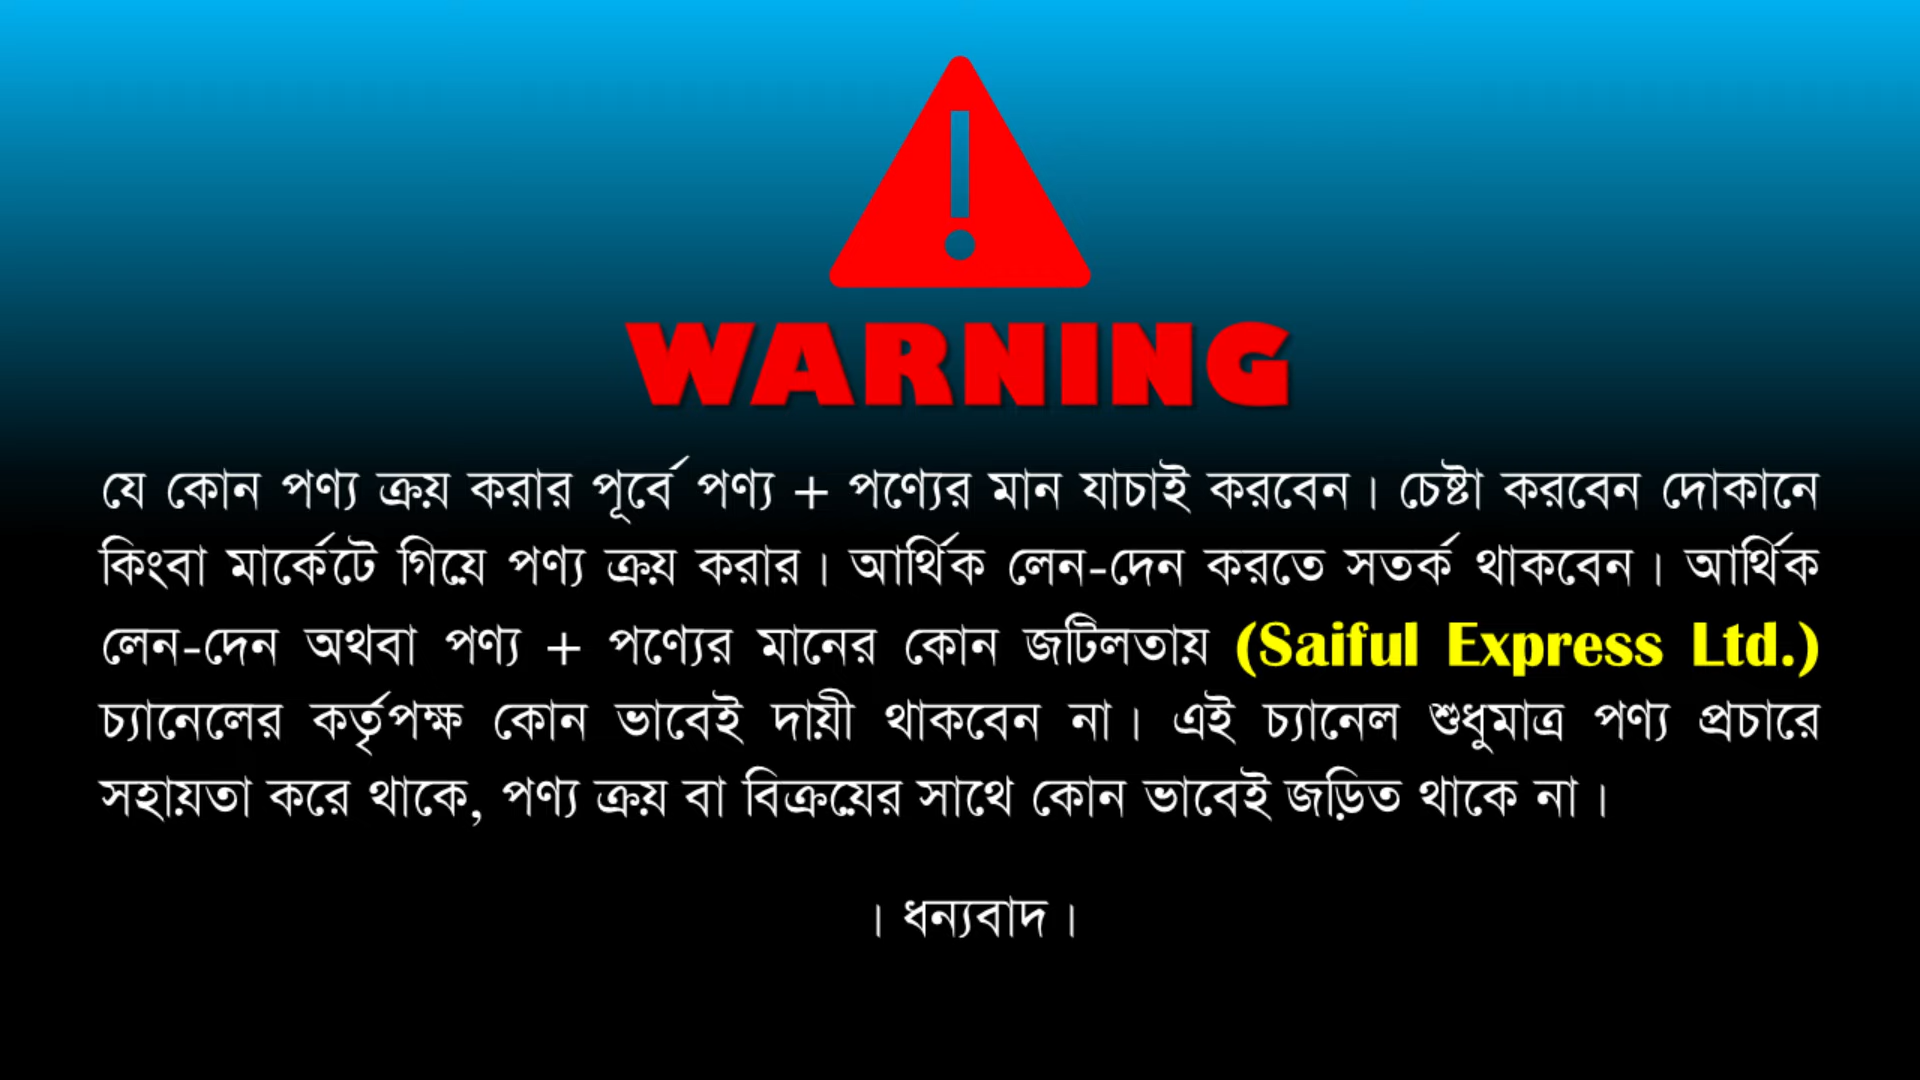 WARNING
যে কোন পণ্য ক্রয় করার পূর্বে পণ্য + পণ্যের মান যাচাই করবেন। চেষ্টা করবেন দোকানে
কিংবা মার্কেটে গিয়ে পণ্য ক্রয় করার। আর্থিক লেন-দেন করতে সতর্ক থাকবেন। আর্থিক
লেন-দেন অথবা পণ্য + পণ্যের মানের কোন জটিলতায় (Saiful Express Ltd.)
চ্যানেলের কর্তৃপক্ষ কোন ভাবেই দায়ী থাকবেন না। এই চ্যানেল শুধুমাত্র পণ্য প্রচারে
সহায়তা করে থাকে, পণ্য ক্রয় বা বিক্রয়ের সাথে কোন ভাবেই জড়িত থাকে না।
। ধন্যবাদ।